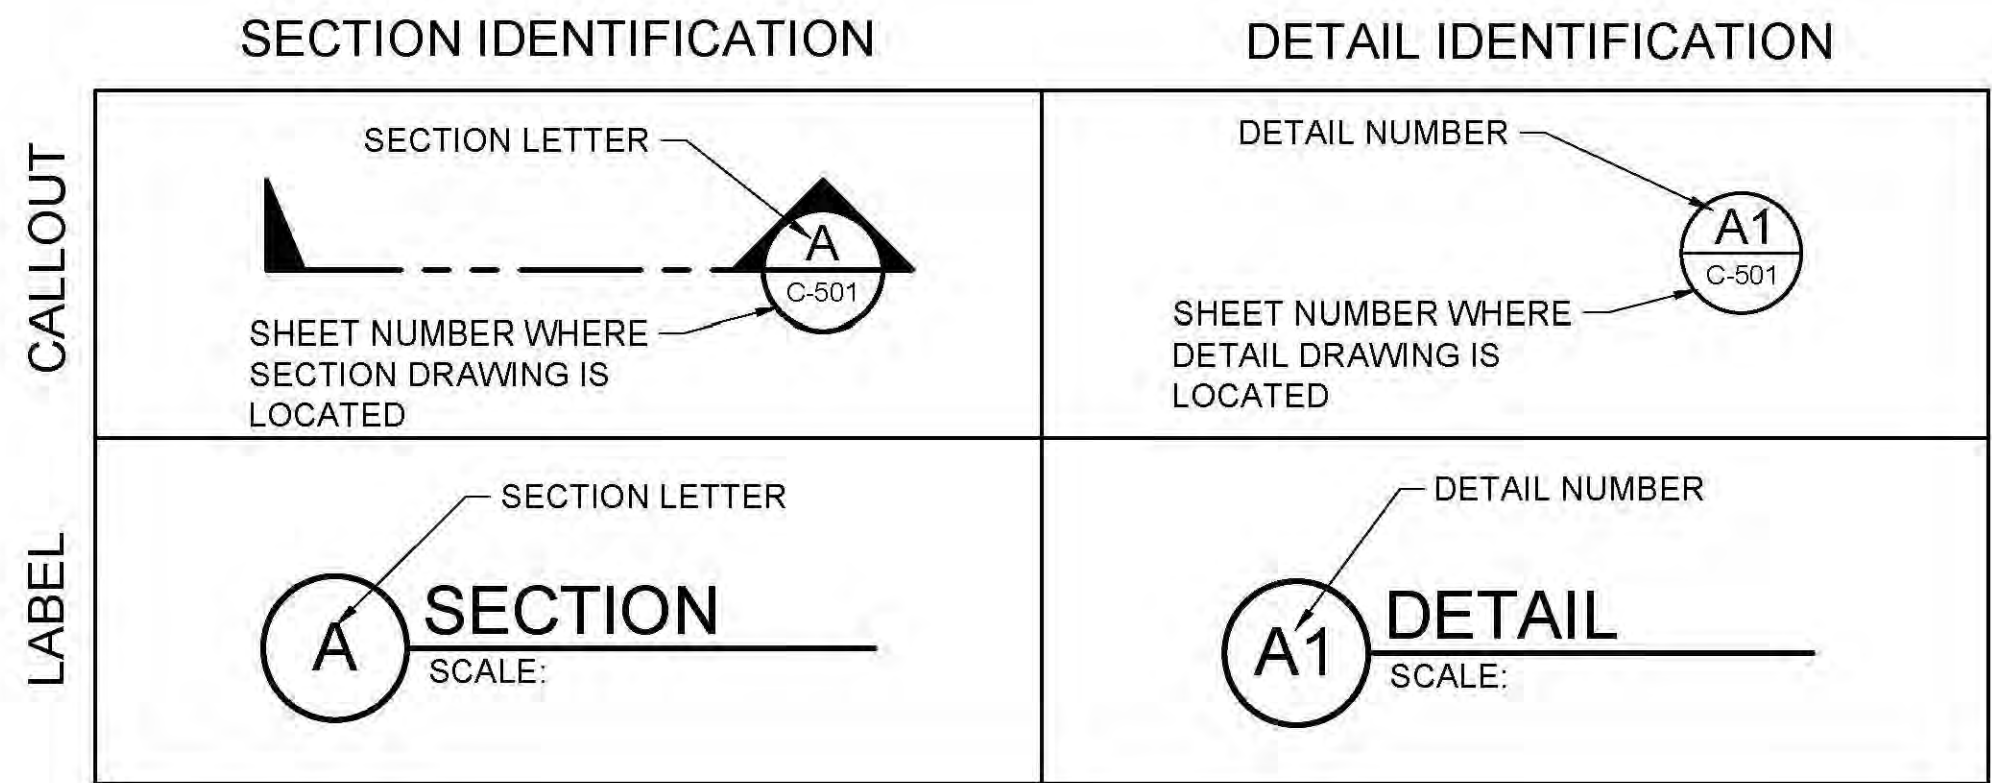 SECTION IDENTIFICATION
DETAIL IDENTIFICATION
CALLOUT
SECTION LETTER
A
C-501
SHEET NUMBER WHERE
SECTION DRAWING IS
LOCATED
DETAIL NUMBER
A1
C-501
SHEET NUMBER WHERE
DETAIL DRAWING IS
LOCATED
LABEL
SECTION LETTER
A
SECTION
SCALE:
DETAIL NUMBER
A1
DETAIL
SCALE: